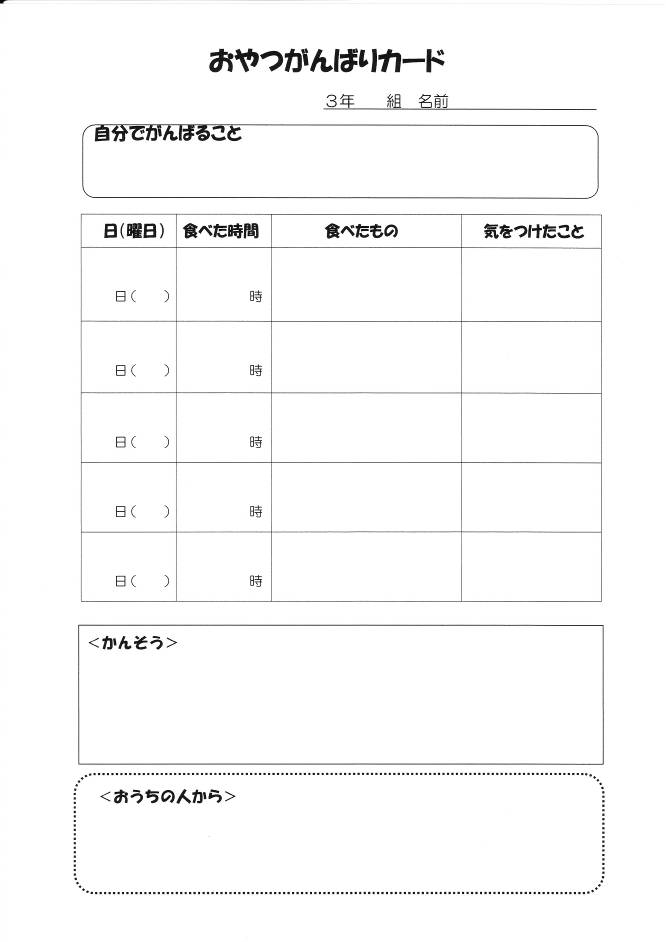 おやつがんばりカード
3年　　組　名前
自分でがんばること
日(曜日)　食べた時間　食べたもの　気をつけたこと
日(　　)　時
日(　　)　時
日(　　)　時
日(　　)　時
日(　　)　時
＜かんそう＞
＜おうちの人から＞